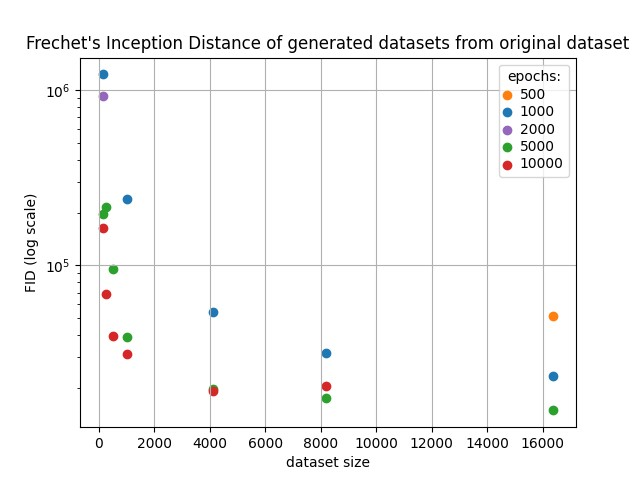 Frechet's Inception Distance of generated datasets from original dataset
epochs:
500
1000
2000
5000
10000
10⁶
10⁵
FID (log scale)
0 2000 4000 6000 8000 10000 12000 14000 16000
dataset size